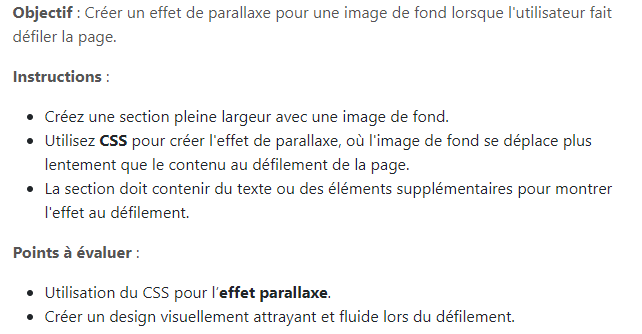 Objectif : Créer un effet de parallaxe pour une image de fond lorsque l'utilisateur fait
défiler la page.
Instructions :
• Créez une section pleine largeur avec une image de fond.
• Utilisez CSS pour créer l'effet de parallaxe, où l'image de fond se déplace plus
lentement que le contenu au défilement de la page.
• La section doit contenir du texte ou des éléments supplémentaires pour montrer
l'effet au défilement.
Points à évaluer :
• Utilisation du CSS pour l'effet parallaxe.
• Créer un design visuellement attrayant et fluide lors du défilement.